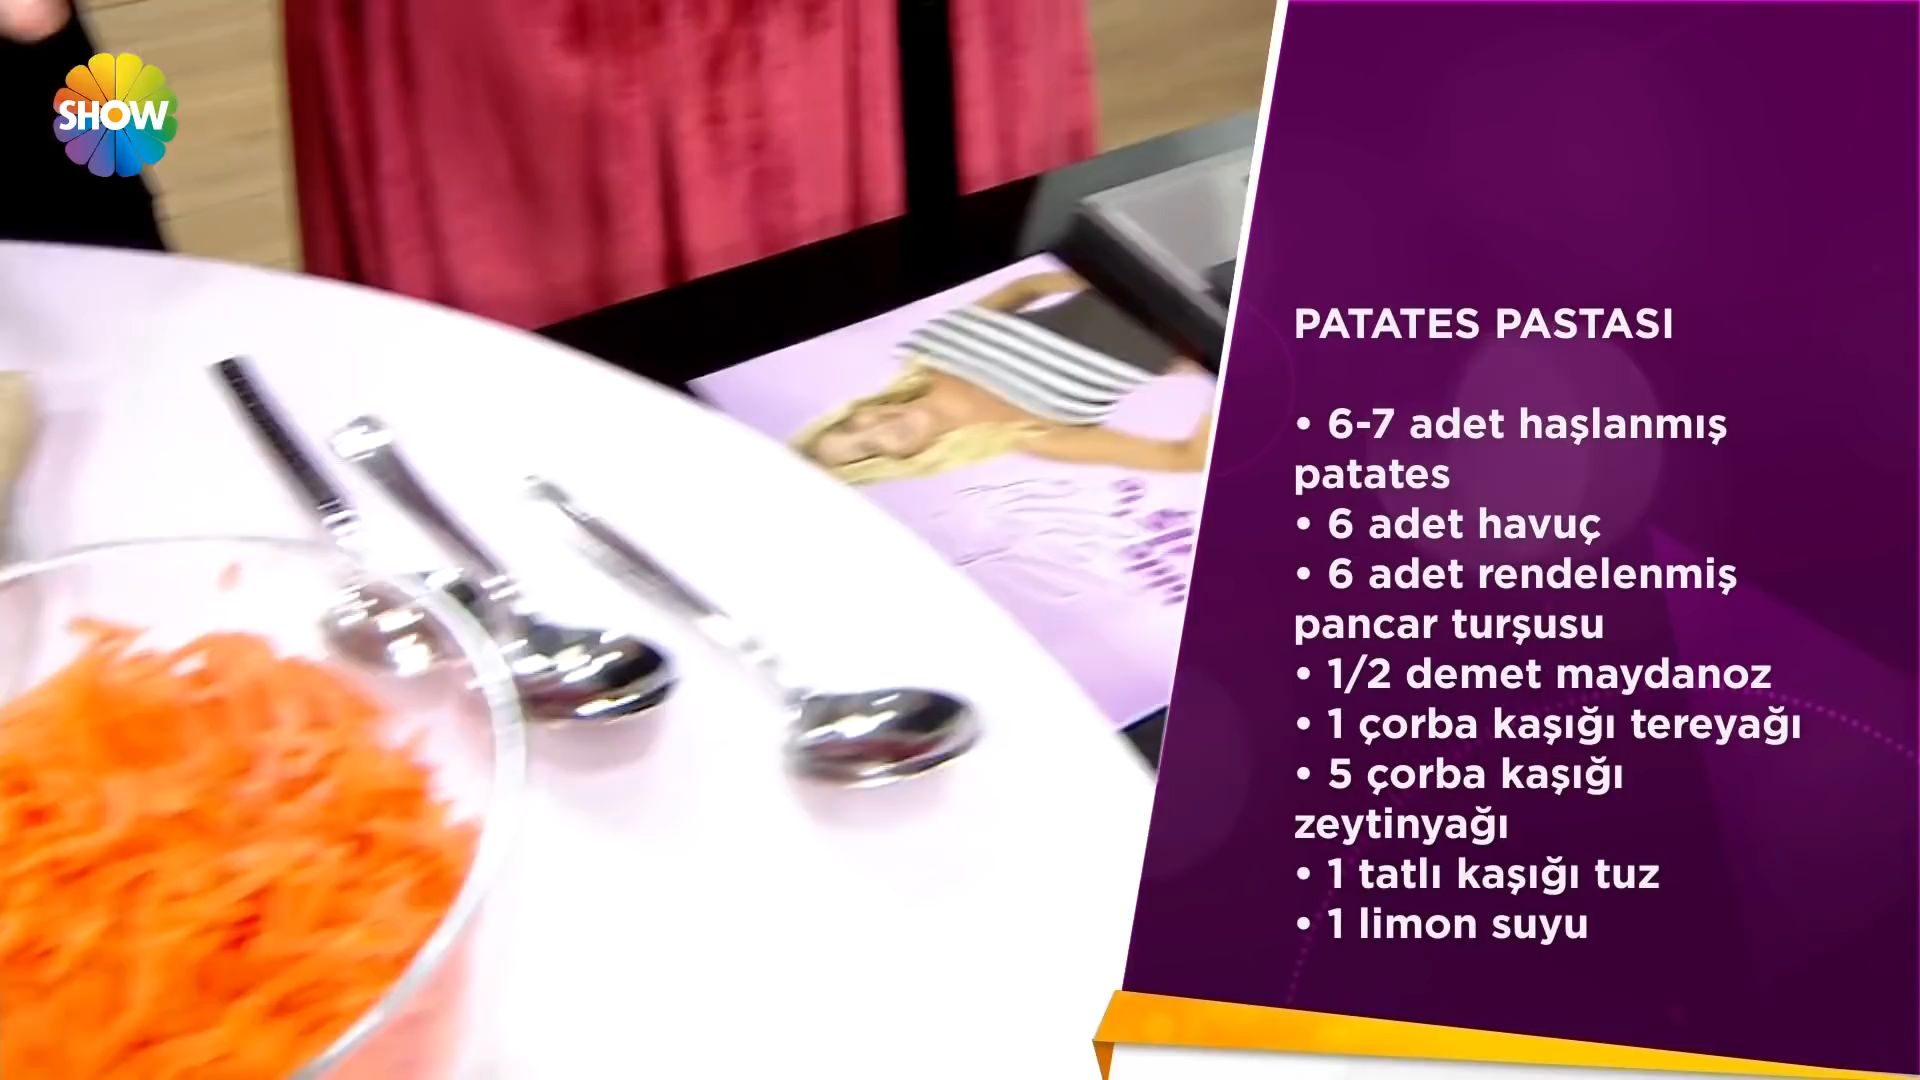 SHOW
PATATES PASTASI
• 6-7 adet haşlanmış
patates
• 6 adet havuç
• 6 adet rendelenmiş
pancar turşusu
• 1/2 demet maydanoz
• 1 çorba kaşığı tereyağı
• 5 çorba kaşığı
zeytinyağı
• 1 tatlı kaşığı tuz
• 1 limon suyu